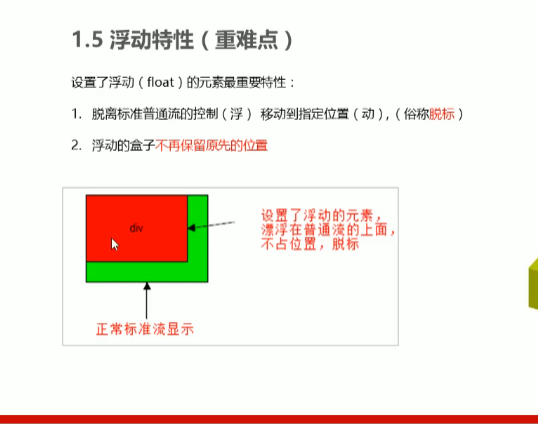 1.5 浮动特性（重难点）
设置了浮动（float）的元素最重要特性：
1. 脱离标准普通流的控制（浮） 移动到指定位置（动），（俗称脱标）
2. 浮动的盒子不再保留原先的位置
div
设置了浮动的元素，
漂浮在普通流的上面，
不占位置，脱标
正常标准流显示